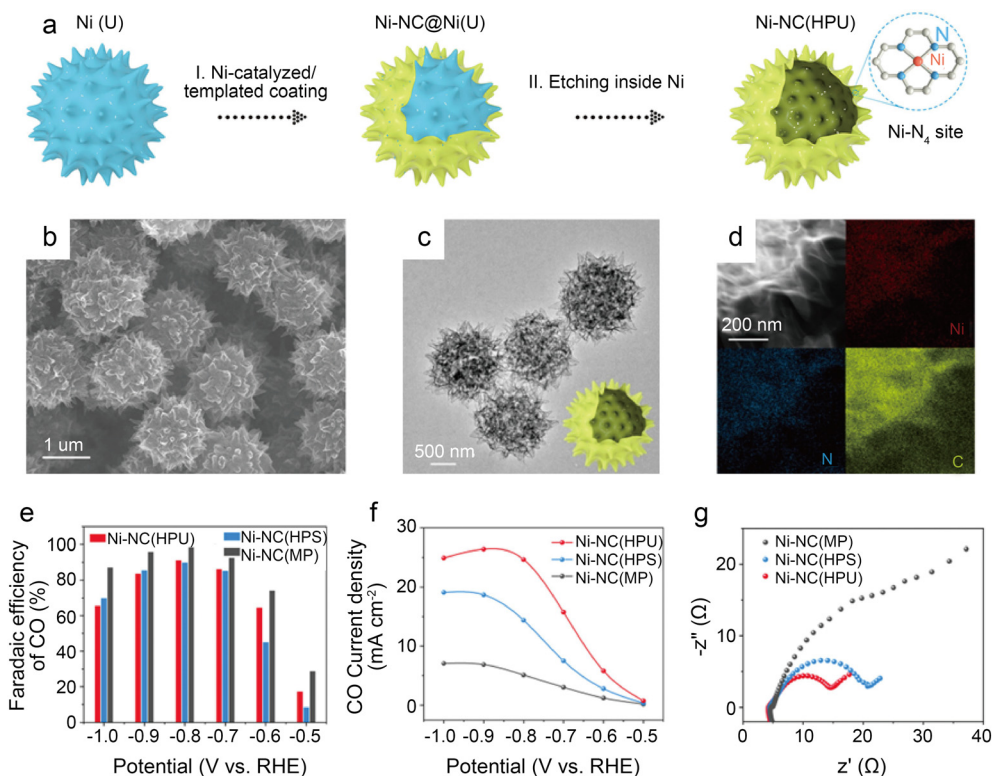 a
Ni (U)
Ni-NC@Ni(U)
Ni-NC(HPU)
I. Ni-catalyzed/
templated coating
II. Etching inside Ni
N
Ni
Ni-N4 site
b
1 um
c
500 nm
d
200 nm
Ni
N
C
e
Ni-NC(HPU)
Ni-NC(HPS)
Ni-NC(MP)
Faradaic efficiency
of CO (%)
100
80
60
40
20
0
-1.0 -0.9 -0.8 -0.7 -0.6 -0.5
Potential (V vs. RHE)
f
Ni-NC(HPU)
Ni-NC(HPS)
Ni-NC(MP)
CO Current density
(mA cm-2)
30
20
10
0
-1.0 -0.9 -0.8 -0.7 -0.6 -0.5
Potential (V vs. RHE)
g
Ni-NC(MP)
Ni-NC(HPS)
Ni-NC(HPU)
-z" (Ω)
20
10
0
0 10 20 30 40
z' (Ω)